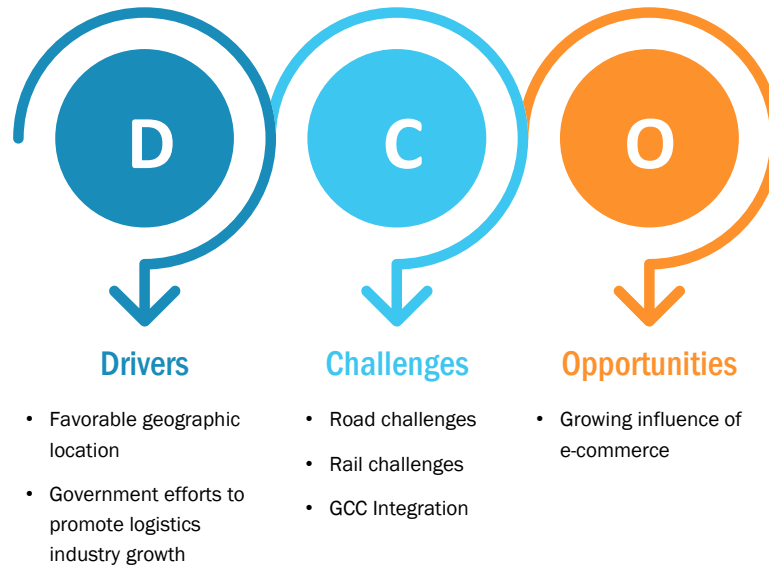 D
C
O
Drivers
• Favorable geographic
location
• Government efforts to
promote logistics
industry growth
Challenges
• Road challenges
• Rail challenges
• GCC Integration
Opportunities
• Growing influence of
e-commerce